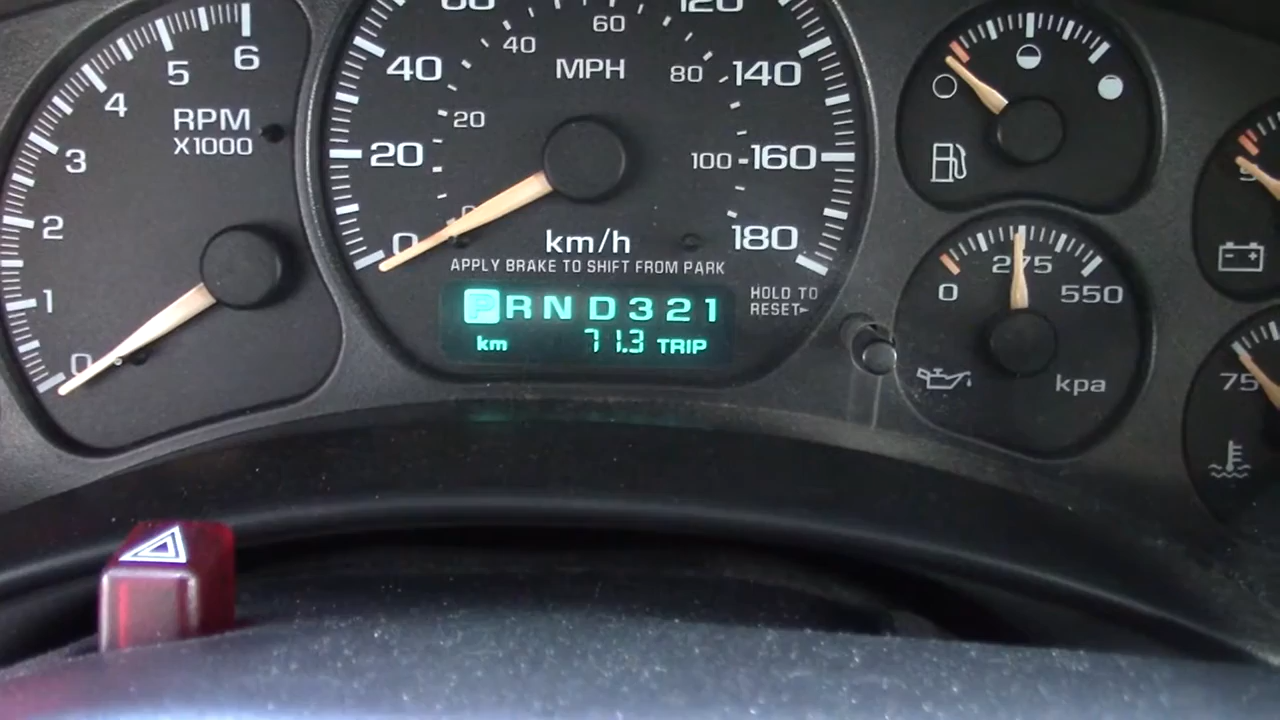 6
5
4
3
2
1
0
RPM
X1000
60
120
40
MPH
140
20
160
0
180
60
40
80
20
100
0
km/h
APPLY BRAKE TO SHIFT FROM PARK
P R N D 3 2 1
km 71.3 TRIP
HOLD TO
RESET
275
0 550
kpa
75